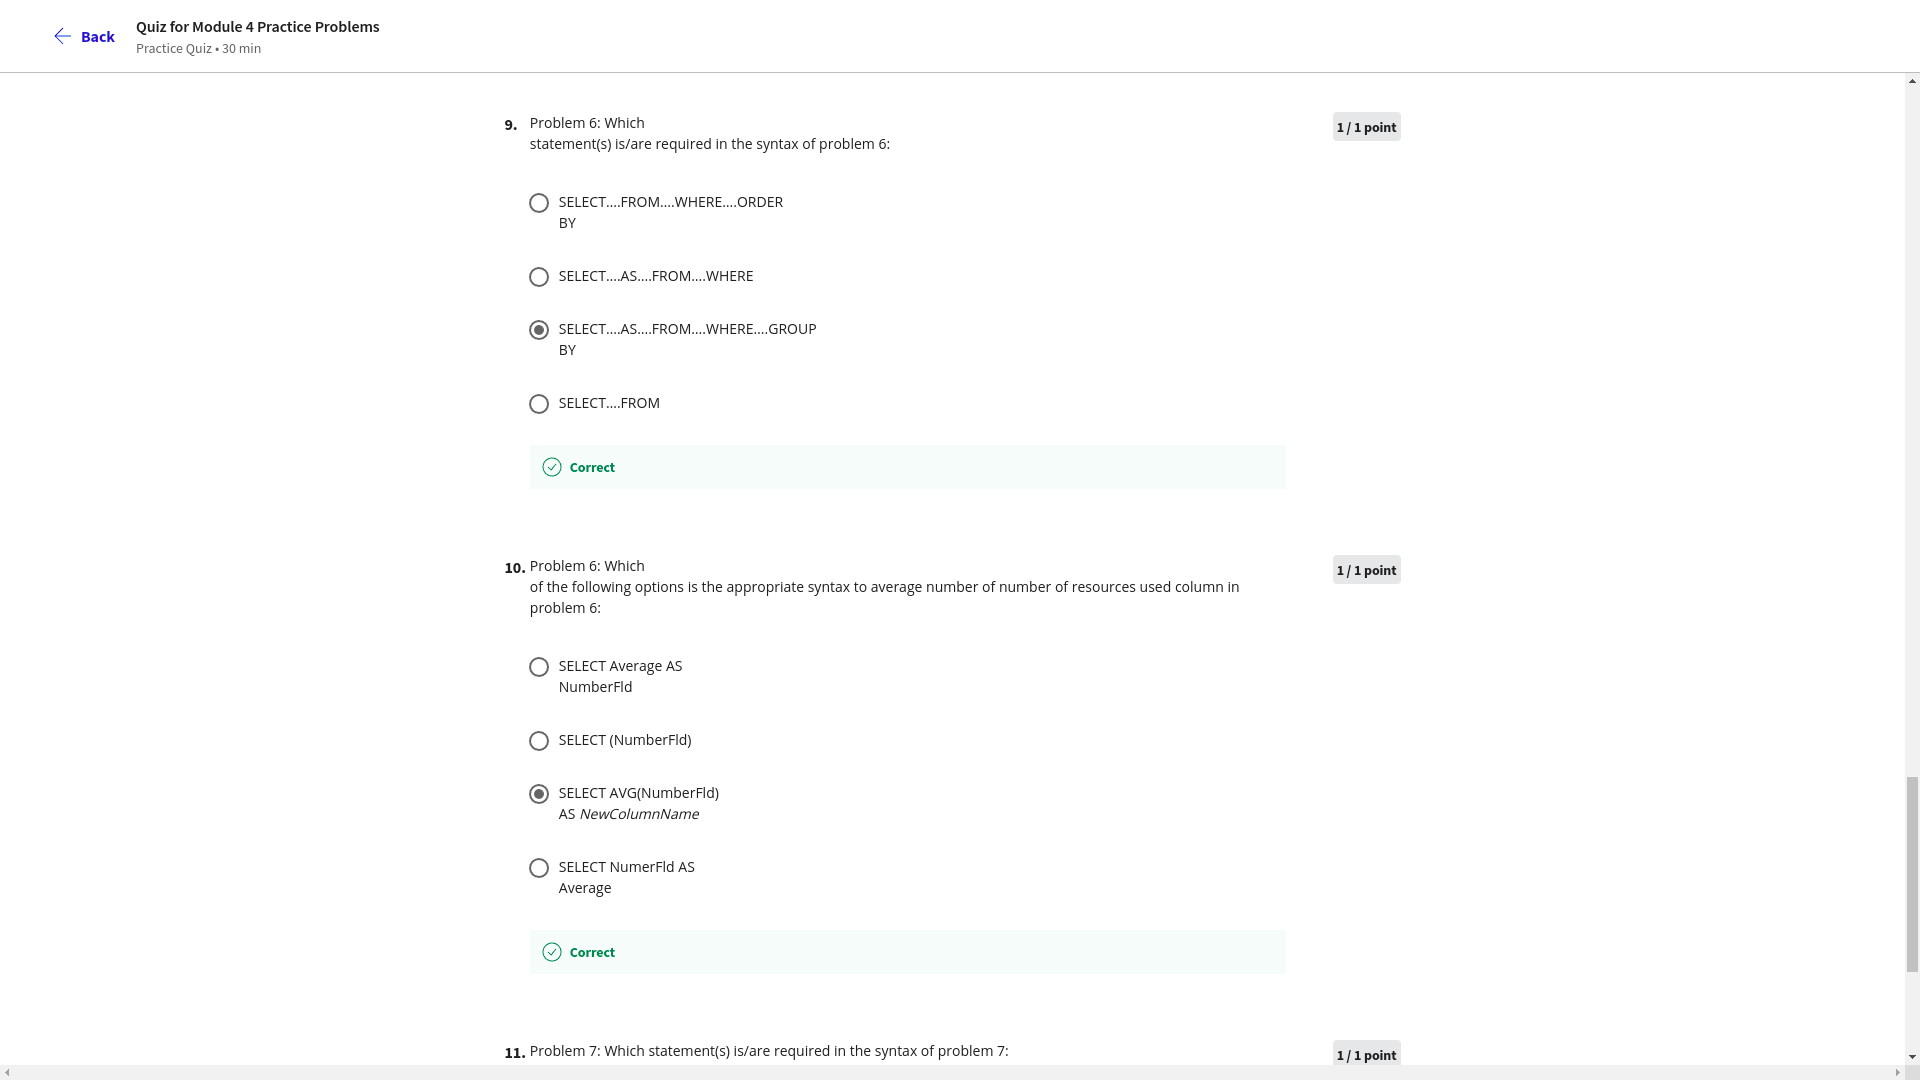 Back
Quiz for Module 4 Practice Problems
Practice Quiz • 30 min
9.
Problem 6: Which
statement(s) is/are required in the syntax of problem 6:
1 / 1 point
SELECT....FROM....WHERE....ORDER
BY
SELECT....AS....FROM....WHERE
SELECT....AS....FROM....WHERE....GROUP
BY
SELECT....FROM
Correct
10.
Problem 6: Which
of the following options is the appropriate syntax to average number of number of resources used column in
problem 6:
1 / 1 point
SELECT Average AS
NumberFld
SELECT (NumberFld)
SELECT AVG(NumberFld)
AS NewColumnName
SELECT NumerFld AS
Average
Correct
11.
Problem 7: Which statement(s) is/are required in the syntax of problem 7:
1 / 1 point